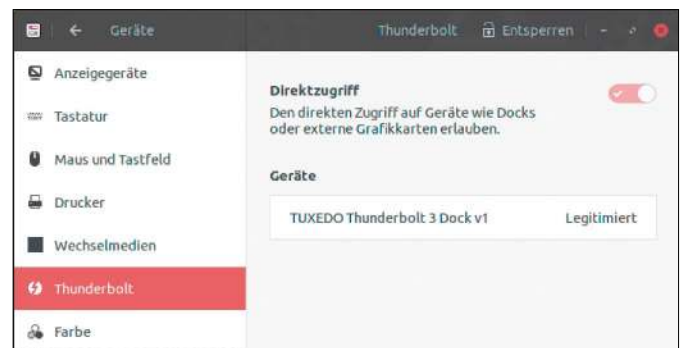 Geräte
Thunderbolt
Entsperren
Anzeigegeräte
Tastatur
Maus und Tastfeld
Drucker
Wechselmedien
Thunderbolt
Farbe
Direktzugriff
Den direkten Zugriff auf Geräte wie Docks
oder externe Grafikkarten erlauben.
Geräte
TUXEDO Thunderbolt 3 Dock v1
Legitimiert